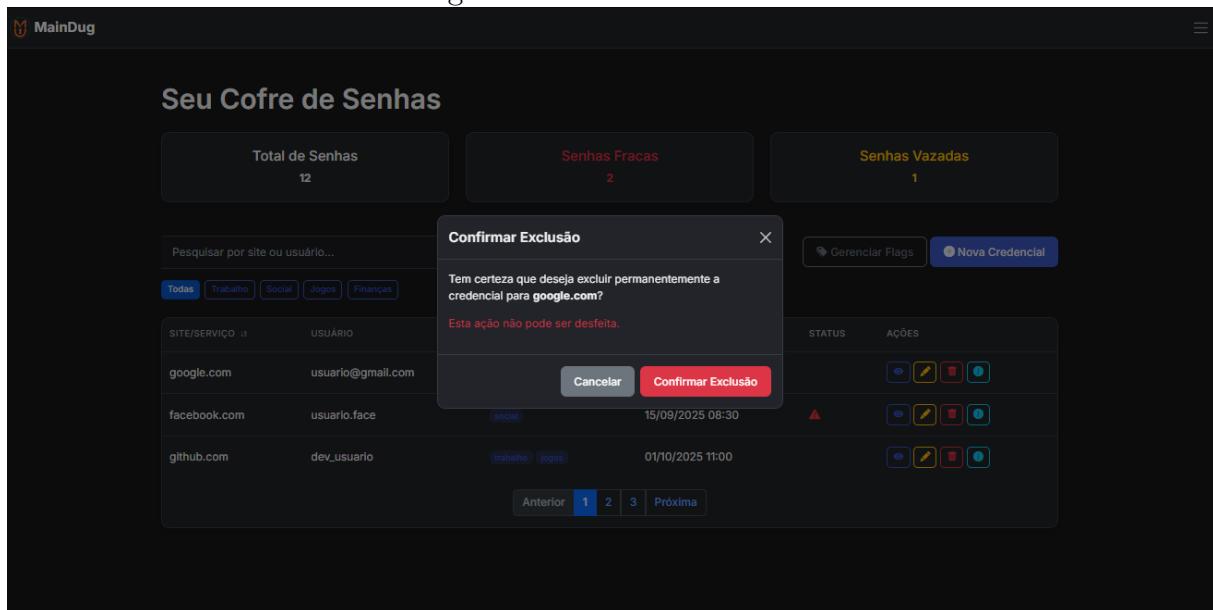 MainDug
Seu Cofre de Senhas
Total de Senhas
12
Senhas Fracas
2
Senhas Vazadas
1
Pesquisar por site ou usuário...
Gerenciar Flags
Nova Credencial
Todas Trabalho Social Jogos Finanças
Confirmar Exclusão
Tem certeza que deseja excluir permanentemente a
credencial para google.com?
Esta ação não pode ser desfeita.
Cancelar Confirmar Exclusão
SITE/SERVIÇO USUÁRIO STATUS AÇÕES
google.com usuario@gmail.com
facebook.com usuario.face social 15/09/2025 08:30
github.com dev_usuario trabalho jogos 01/10/2025 11:00
Anterior 1 2 3 Próxima